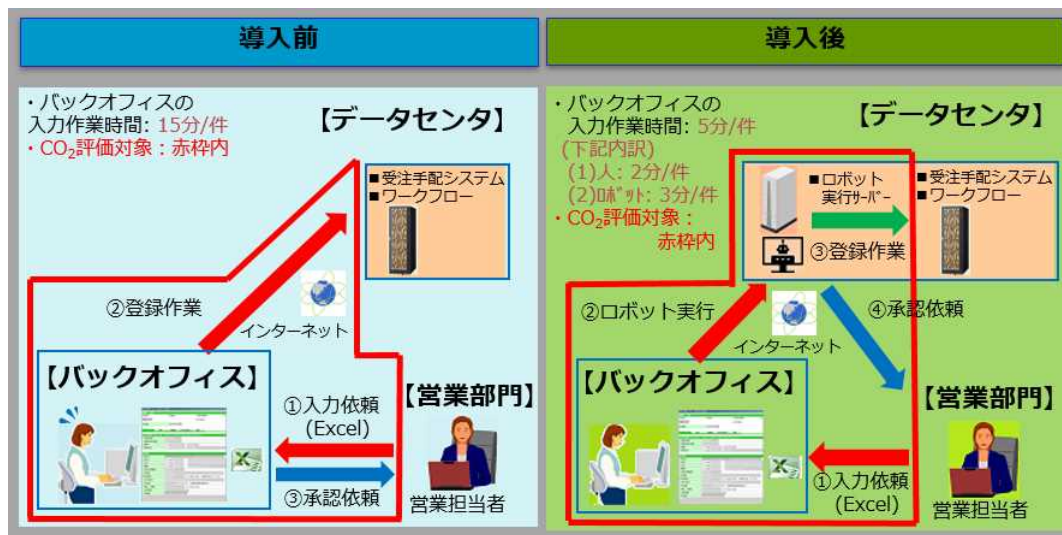 導入前
・バックオフィスの
入力作業時間: 15分/件
・CO₂評価対象：赤枠内
【データセンタ】
■受注手配システム
■ワークフロー
②登録作業
インターネット
【バックオフィス】
①入力依頼
(Excel)
③承認依頼
【営業部門】
営業担当者
導入後
・バックオフィスの
入力作業時間: 5分/件
(下記内訳)
(1)人: 2分/件
(2)ﾛﾎﾞｯﾄ: 3分/件
・CO₂評価対象：
赤枠内
【データセンタ】
■ロボット
実行ｻｰﾊﾞｰ
■受注手配システム
■ワークフロー
③登録作業
②ロボット実行
④承認依頼
インターネット
【バックオフィス】
【営業部門】
①入力依頼
(Excel)
営業担当者